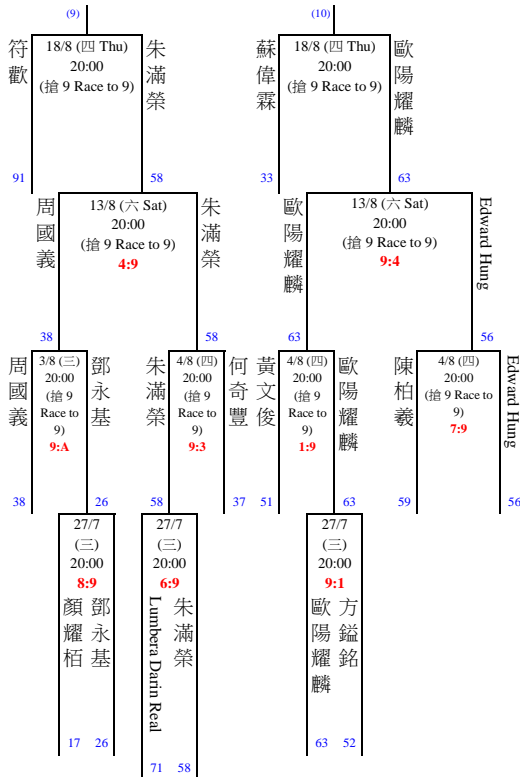 (9)
(10)
符歡
18/8 (四 Thu)
20:00
(搶 9 Race to 9)
朱滿榮
蘇偉霖
18/8 (四 Thu)
20:00
(搶 9 Race to 9)
歐陽耀麟
91
58
33
63
周國義
13/8 (六 Sat)
20:00
(搶 9 Race to 9)
4:9
朱滿榮
歐陽耀麟
13/8 (六 Sat)
20:00
(搶 9 Race to 9)
9:4
Edward Hung
38
58
63
56
周國義
3/8 (三)
20:00
(搶 9
Race to
9)
9:A
鄧永基
朱滿榮
4/8 (四)
20:00
(搶 9
Race to
9)
9:3
何奇豐
黃文俊
4/8 (四)
20:00
(搶 9
Race to
9)
1:9
歐陽耀麟
陳柏羲
4/8 (四)
20:00
(搶 9 Race to
9)
7:9
Edward Hung
38
26
58
37
51
63
59
56
27/7
(三)
20:00
8:9
顏耀栢
鄧永基
27/7
(三)
20:00
6:9
Lumbera Darin Real
朱滿榮
27/7
(三)
20:00
9:1
歐陽耀麟
方鎰銘
17
26
71
58
63
52